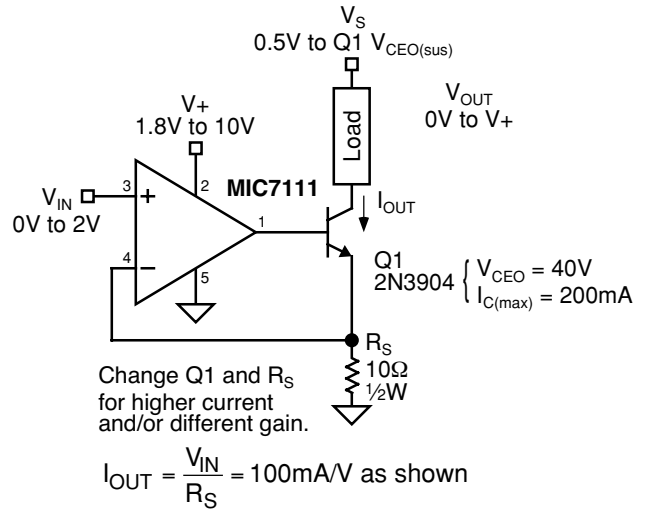 V_S
0.5V to Q1 V_CEO(sus)
V_OUT
0V to V+
V+
1.8V to 10V
Load
MIC7111
V_IN
0V to 2V
3
+
2
1
4
−
5
I_OUT
Q1
2N3904
{ V_CEO = 40V
I_C(max) = 200mA
R_S
10Ω
½W
Change Q1 and R_S
for higher current
and/or different gain.
I_OUT = V_IN / R_S = 100mA/V as shown